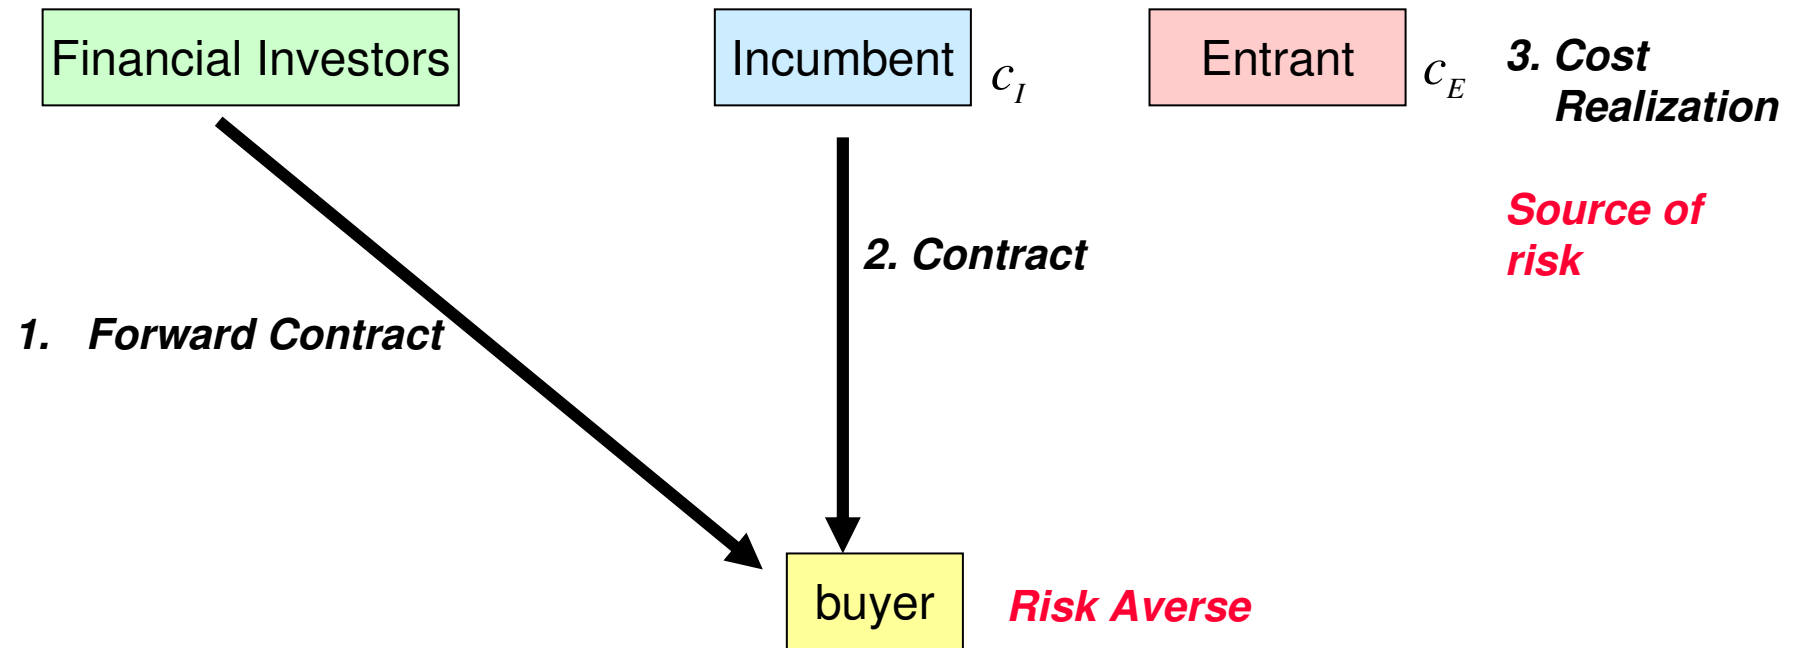 Financial Investors
Incumbent
c_I
Entrant
c_E
3. Cost
Realization
Source of
risk
2. Contract
1. Forward Contract
buyer
Risk Averse